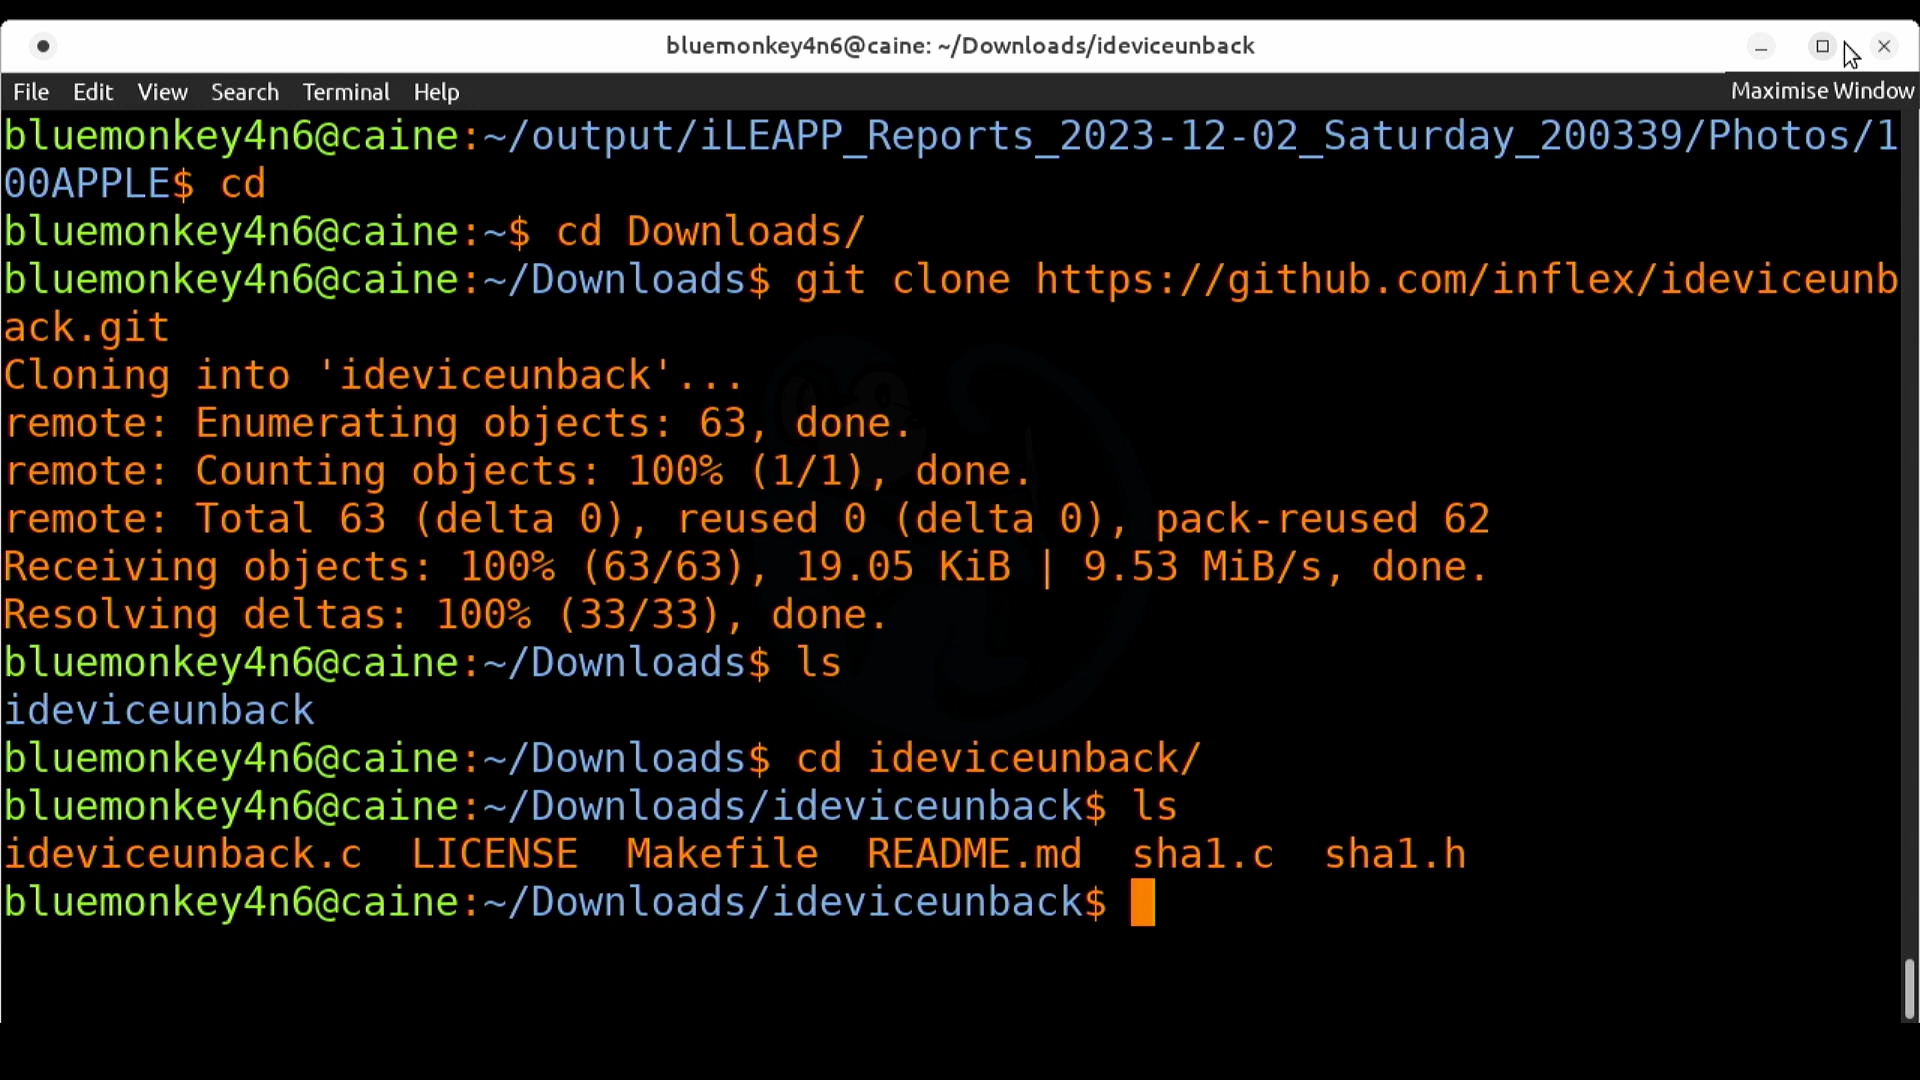 bluemonkey4n6@caine: ~/Downloads/ideviceunback
File Edit View Search Terminal Help
Maximise Window
bluemonkey4n6@caine:~/output/iLEAPP_Reports_2023-12-02_Saturday_200339/Photos/1
00APPLE$ cd
bluemonkey4n6@caine:~$ cd Downloads/
bluemonkey4n6@caine:~/Downloads$ git clone https://github.com/inflex/ideviceunb
ack.git
Cloning into 'ideviceunback'...
remote: Enumerating objects: 63, done.
remote: Counting objects: 100% (1/1), done.
remote: Total 63 (delta 0), reused 0 (delta 0), pack-reused 62
Receiving objects: 100% (63/63), 19.05 KiB | 9.53 MiB/s, done.
Resolving deltas: 100% (33/33), done.
bluemonkey4n6@caine:~/Downloads$ ls
ideviceunback
bluemonkey4n6@caine:~/Downloads$ cd ideviceunback/
bluemonkey4n6@caine:~/Downloads/ideviceunback$ ls
ideviceunback.c LICENSE Makefile README.md sha1.c sha1.h
bluemonkey4n6@caine:~/Downloads/ideviceunback$